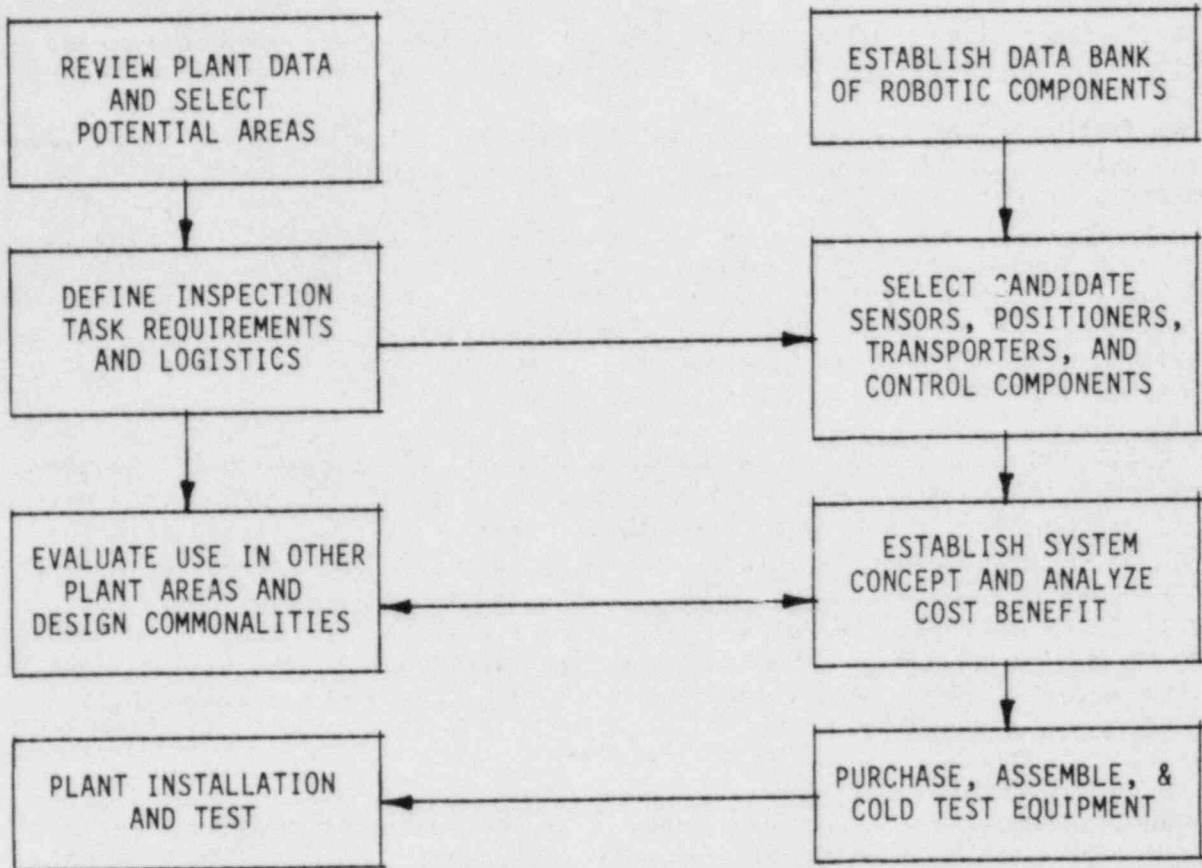 REVIEW PLANT DATA
AND SELECT
POTENTIAL AREAS
ESTABLISH DATA BANK
OF ROBOTIC COMPONENTS
DEFINE INSPECTION
TASK REQUIREMENTS
AND LOGISTICS
SELECT CANDIDATE
SENSORS, POSITIONERS,
TRANSPORTERS, AND
CONTROL COMPONENTS
EVALUATE USE IN OTHER
PLANT AREAS AND
DESIGN COMMONALITIES
ESTABLISH SYSTEM
CONCEPT AND ANALYZE
COST BENEFIT
PLANT INSTALLATION
AND TEST
PURCHASE, ASSEMBLE, &
COLD TEST EQUIPMENT